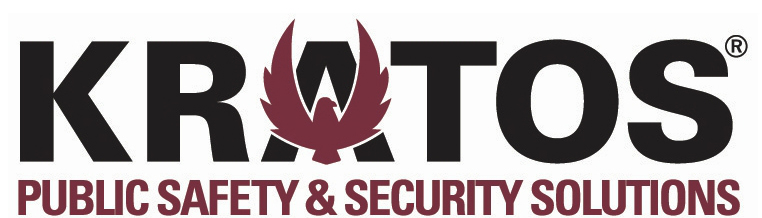 KRATOS®
PUBLIC SAFETY & SECURITY SOLUTIONS